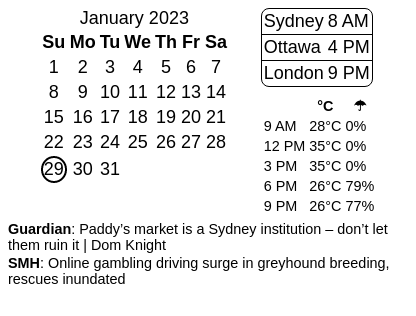 January 2023
Su Mo Tu We Th Fr Sa
1 2 3 4 5 6 7
8 9 10 11 12 13 14
15 16 17 18 19 20 21
22 23 24 25 26 27 28
29 30 31
Sydney 8 AM
Ottawa 4 PM
London 9 PM
°C ☂
9 AM 28°C 0%
12 PM 35°C 0%
3 PM 35°C 0%
6 PM 26°C 79%
9 PM 26°C 77%
Guardian: Paddy’s market is a Sydney institution – don’t let
them ruin it | Dom Knight
SMH: Online gambling driving surge in greyhound breeding,
rescues inundated